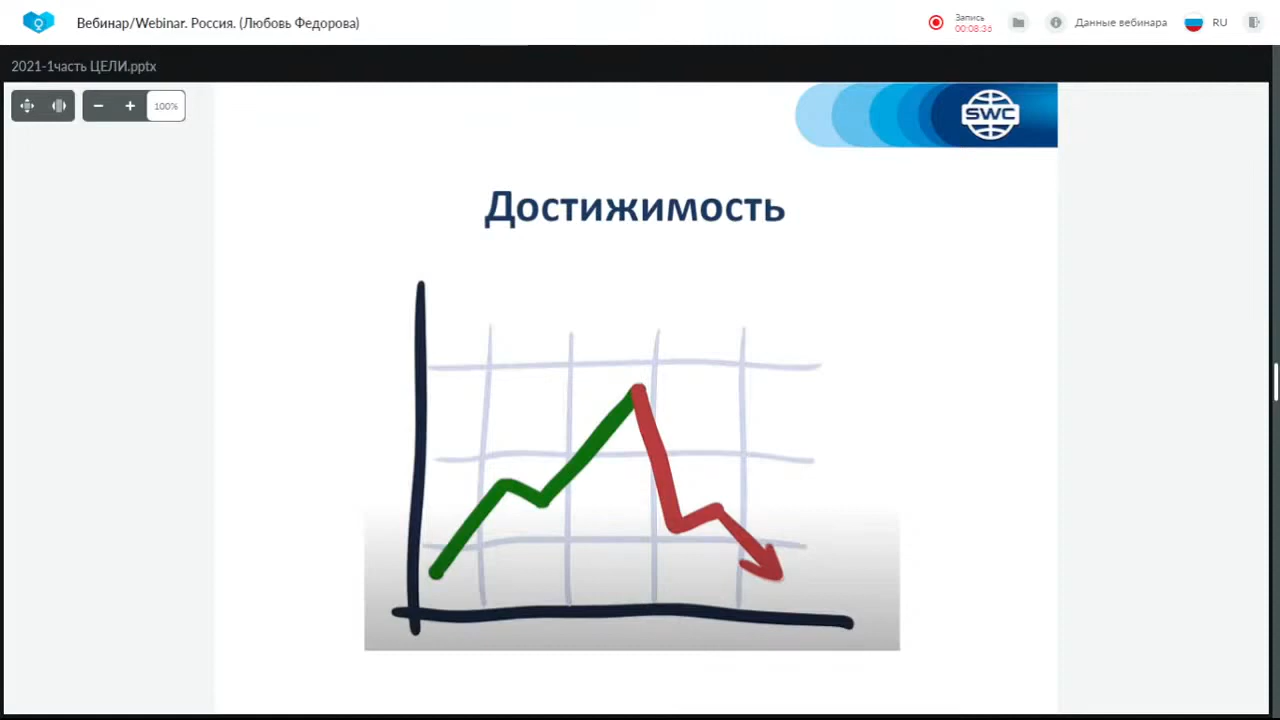 Вебинар/Webinar. Россия. (Любовь Федорова)
Запись
00:08:36
Данные вебинара
RU
2021-1часть ЦЕЛИ.pptx
100%
SWC
Достижимость